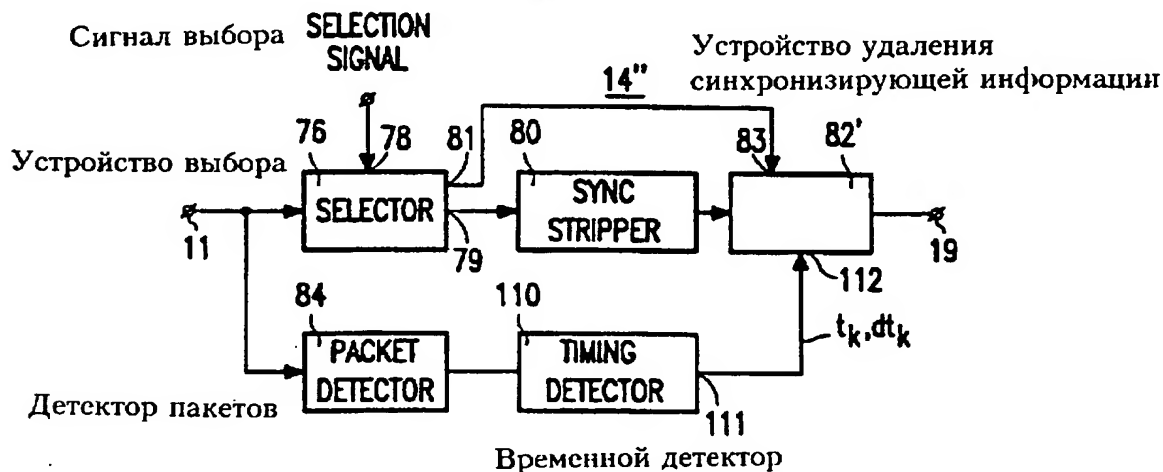 Сигнал выбора
SELECTION
SIGNAL
Устройство удаления
синхронизирующей информации
14"
76
78
81
80
83
82'
Устройство выбора
SELECTOR
SYNC
STRIPPER
11
79
19
112
84
110
tk,dtk
PACKET
DETECTOR
TIMING
DETECTOR
111
Детектор пакетов
Временной детектор